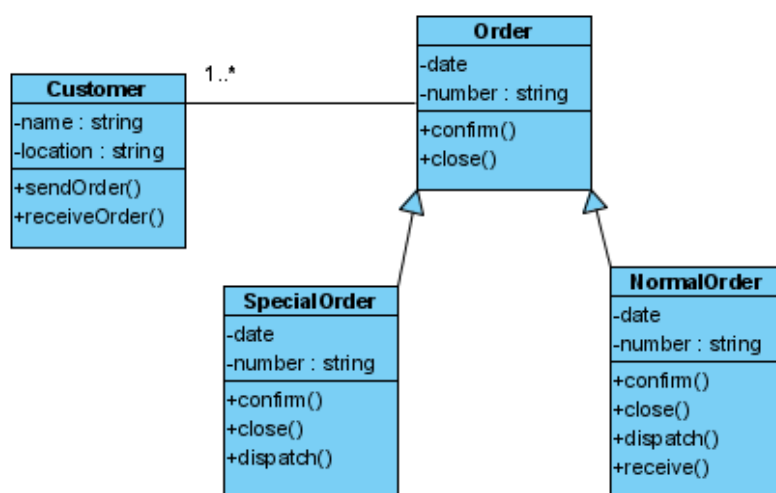 Customer
-name : string
-location : string
+sendOrder()
+receiveOrder()
1..*
Order
-date
-number : string
+confirm()
+close()
SpecialOrder
-date
-number : string
+confirm()
+close()
+dispatch()
NormalOrder
-date
-number : string
+confirm()
+close()
+dispatch()
+receive()